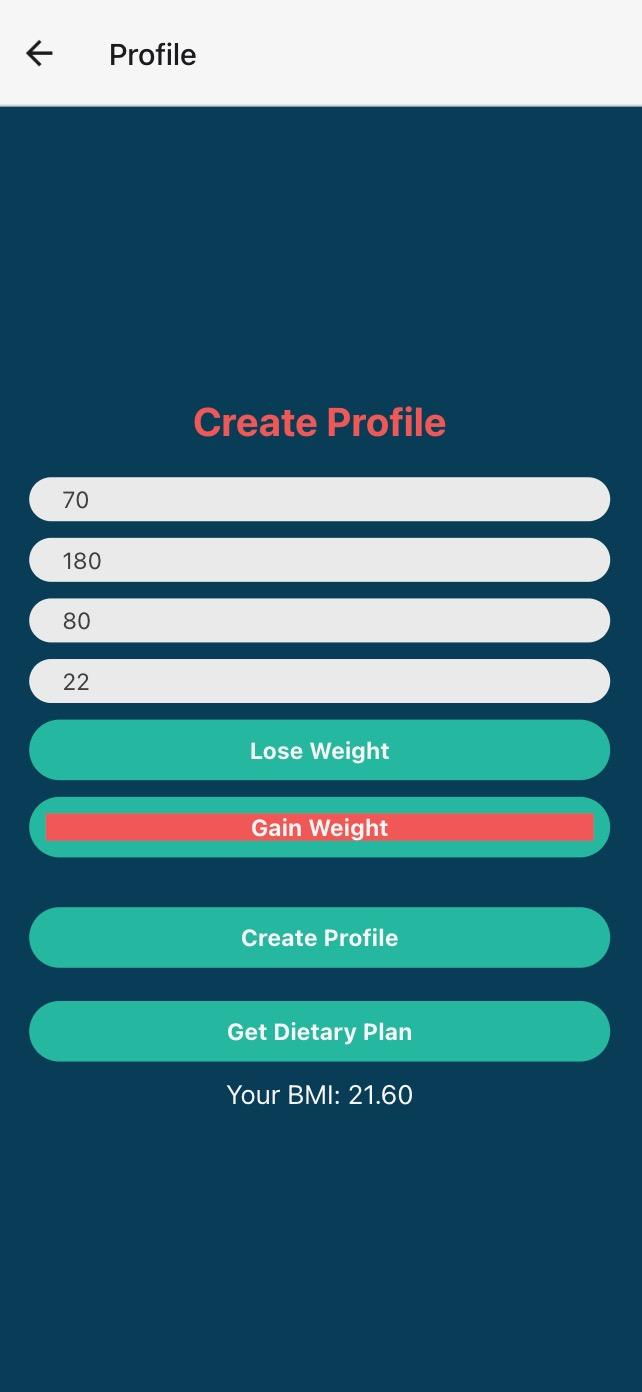 Profile
Create Profile
70
180
80
22
Lose Weight
Gain Weight
Create Profile
Get Dietary Plan
Your BMI: 21.60